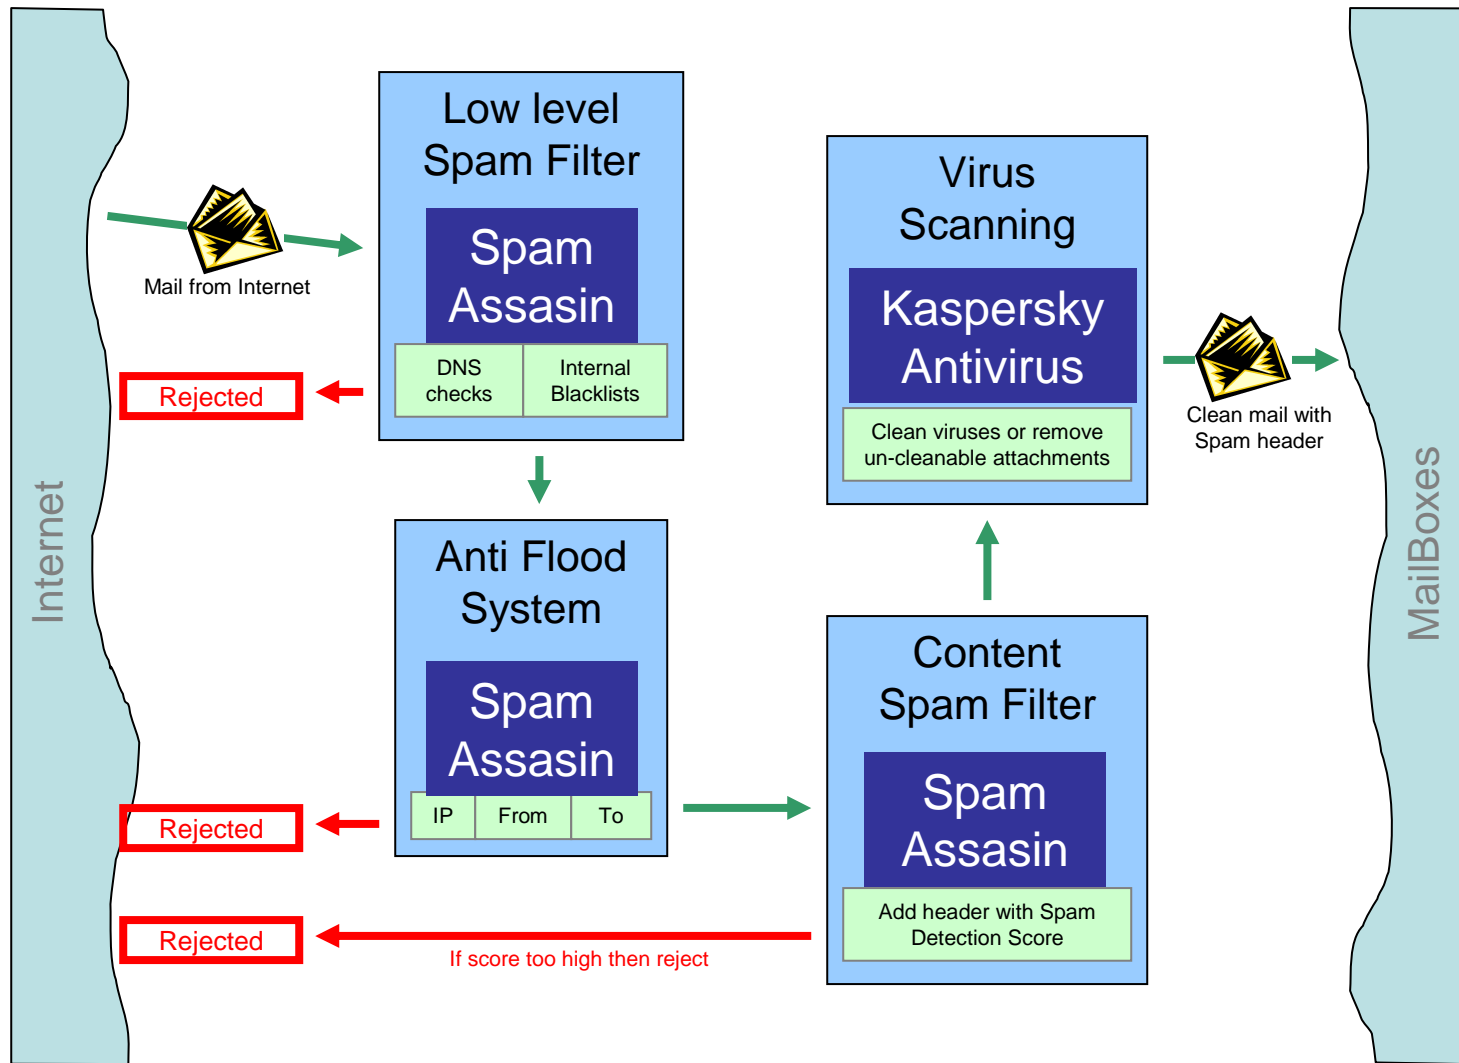 Internet
Mail from Internet
Low level
Spam Filter
Spam
Assasin
DNS
checks
Internal
Blacklists
Rejected
Anti Flood
System
Spam
Assasin
IP
From
To
Rejected
Content
Spam Filter
Spam
Assasin
Add header with Spam
Detection Score
If score too high then reject
Rejected
Virus
Scanning
Kaspersky
Antivirus
Clean viruses or remove
un-cleanable attachments
Clean mail with
Spam header
MailBoxes